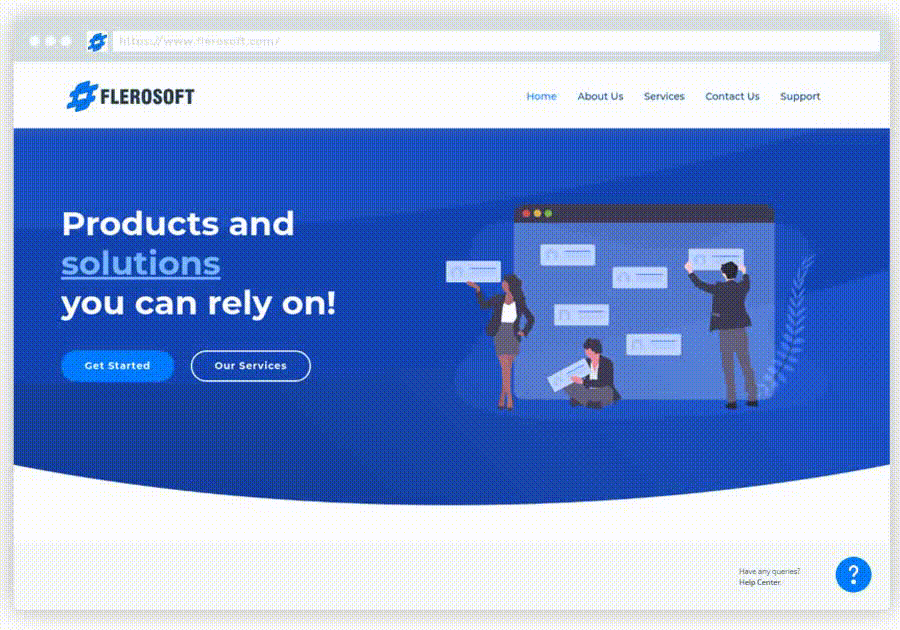 https://www.flerosoft.com/
FLEROSOFT
Home About Us Services Contact Us Support
Products and
solutions
you can rely on!
Get Started Our Services
Have any queries?
Help Center
?